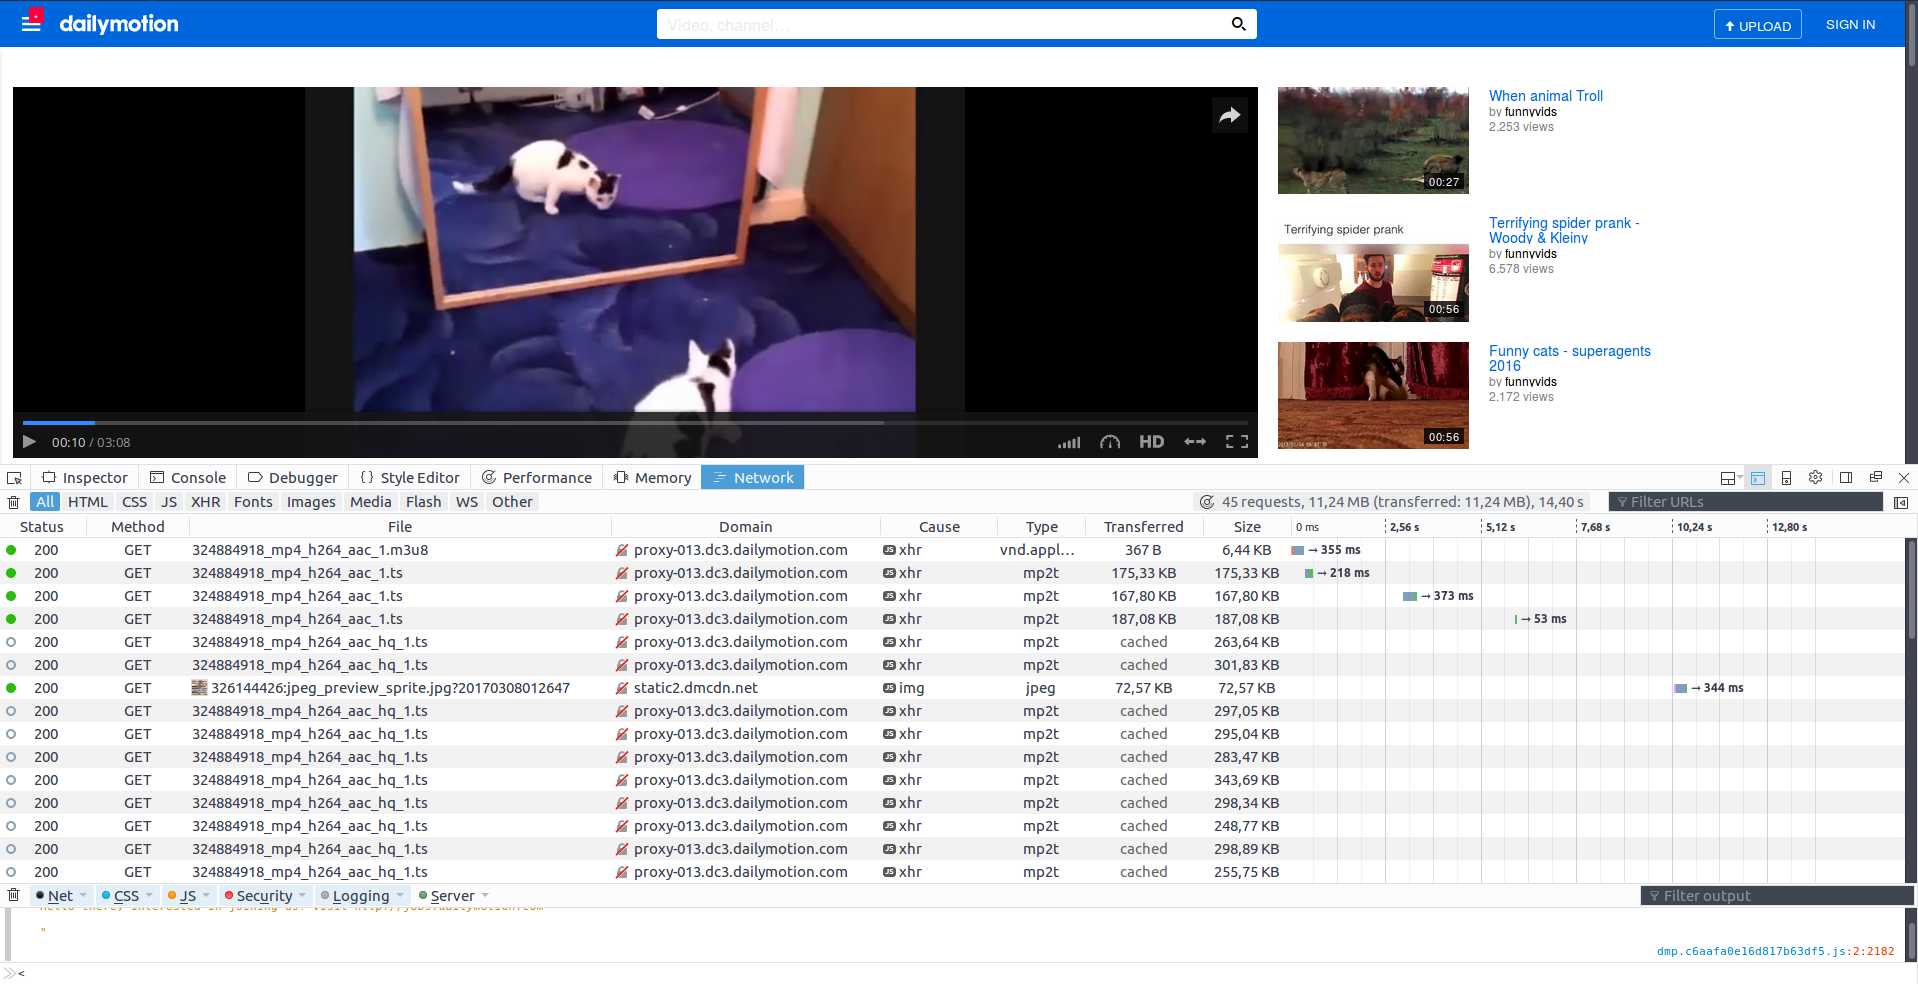 dailymotion
Video, channel...
UPLOAD
SIGN IN
When animal Troll
by funnyvids
2,253 views
00:27
Terrifying spider prank
Terrifying spider prank -
Woody & Kleiny
by funnyvids
6,578 views
00:56
Funny cats - superagents
2016
by funnyvids
2,172 views
00:56
00:10 / 03:08
HD
Inspector Console Debugger {} Style Editor Performance Memory Network
All HTML CSS JS XHR Fonts Images Media Flash WS Other 45 requests, 11,24 MB (transferred: 11,24 MB), 14,40 s Filter URLs
Status Method File Domain Cause Type Transferred Size 0 ms 2,56 s 5,12 s 7,68 s 10,24 s 12,80 s
200 GET 324884918_mp4_h264_aac_1.m3u8 proxy-013.dc3.dailymotion.com JS xhr vnd.appl... 367 B 6,44 KB → 355 ms
200 GET 324884918_mp4_h264_aac_1.ts proxy-013.dc3.dailymotion.com JS xhr mp2t 175,33 KB 175,33 KB → 218 ms
200 GET 324884918_mp4_h264_aac_1.ts proxy-013.dc3.dailymotion.com JS xhr mp2t 167,80 KB 167,80 KB → 373 ms
200 GET 324884918_mp4_h264_aac_1.ts proxy-013.dc3.dailymotion.com JS xhr mp2t 187,08 KB 187,08 KB → 53 ms
200 GET 324884918_mp4_h264_aac_hq_1.ts proxy-013.dc3.dailymotion.com JS xhr mp2t cached 263,64 KB
200 GET 324884918_mp4_h264_aac_hq_1.ts proxy-013.dc3.dailymotion.com JS xhr mp2t cached 301,83 KB
200 GET 326144426:jpeg_preview_sprite.jpg?20170308012647 static2.dmcdn.net JS img jpeg 72,57 KB 72,57 KB → 344 ms
200 GET 324884918_mp4_h264_aac_hq_1.ts proxy-013.dc3.dailymotion.com JS xhr mp2t cached 297,05 KB
200 GET 324884918_mp4_h264_aac_hq_1.ts proxy-013.dc3.dailymotion.com JS xhr mp2t cached 295,04 KB
200 GET 324884918_mp4_h264_aac_hq_1.ts proxy-013.dc3.dailymotion.com JS xhr mp2t cached 283,47 KB
200 GET 324884918_mp4_h264_aac_hq_1.ts proxy-013.dc3.dailymotion.com JS xhr mp2t cached 343,69 KB
200 GET 324884918_mp4_h264_aac_hq_1.ts proxy-013.dc3.dailymotion.com JS xhr mp2t cached 298,34 KB
200 GET 324884918_mp4_h264_aac_hq_1.ts proxy-013.dc3.dailymotion.com JS xhr mp2t cached 248,77 KB
200 GET 324884918_mp4_h264_aac_hq_1.ts proxy-013.dc3.dailymotion.com JS xhr mp2t cached 298,89 KB
200 GET 324884918_mp4_h264_aac_hq_1.ts proxy-013.dc3.dailymotion.com JS xhr mp2t cached 255,75 KB
Net CSS JS Security Logging Server Filter output
Hello there, interested in joining us? Visit http://jobs.dailymotion.com
"
dmp.c6aafa0e16d817b63df5.js:2:2182
<